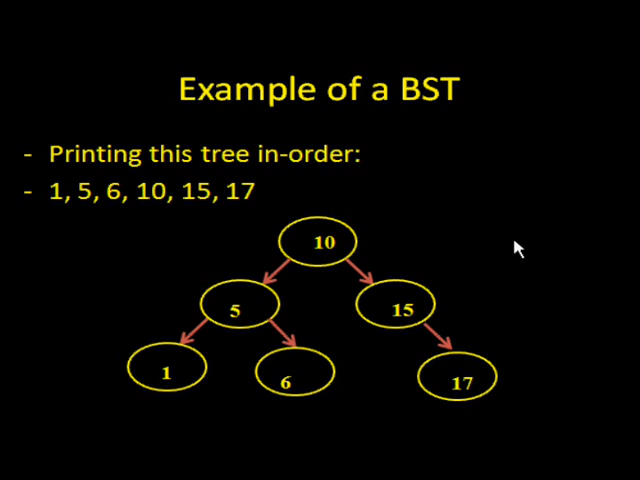 Example of a BST
- Printing this tree in-order:
- 1, 5, 6, 10, 15, 17
10
5
15
1
6
17